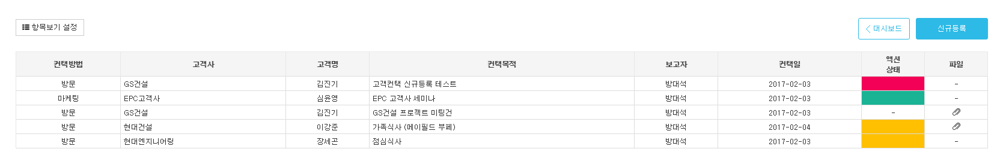 항목보기 설정
< 대시보드
신규등록
컨택방법 고객사 고객명 컨택목적 보고자 컨택일 액션 상태 파일
방문 GS건설 김진기 고객컨택 신규등록 테스트 방대석 2017-02-03 -
마케팅 EPC고객사 심윤영 EPC 고객사 세미나 방대석 2017-02-03 -
방문 GS건설 김진기 GS건설 프로젝트 미팅건 방대석 2017-02-03 -
방문 현대건설 이강준 가족식사 (메이필드 부페) 방대석 2017-02-04
방문 현대엔지니어링 장세곤 점심식사 방대석 2017-02-03 -